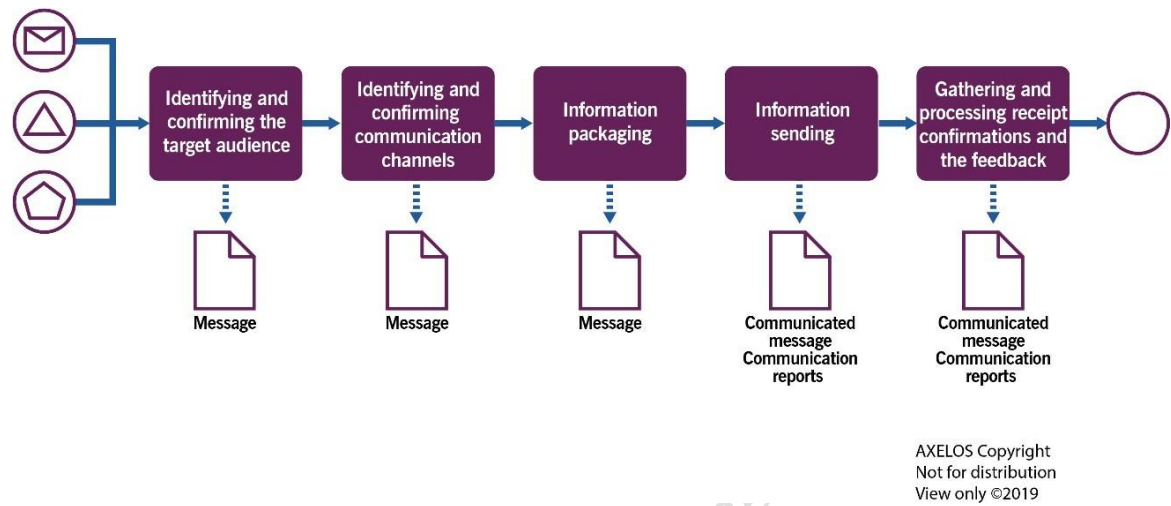 Identifying and
confirming the
target audience
Identifying and
confirming
communication
channels
Information
packaging
Information
sending
Gathering and
processing receipt
confirmations and
the feedback
Message
Message
Message
Communicated
message
Communication
reports
Communicated
message
Communication
reports
AXELOS Copyright
Not for distribution
View only ©2019